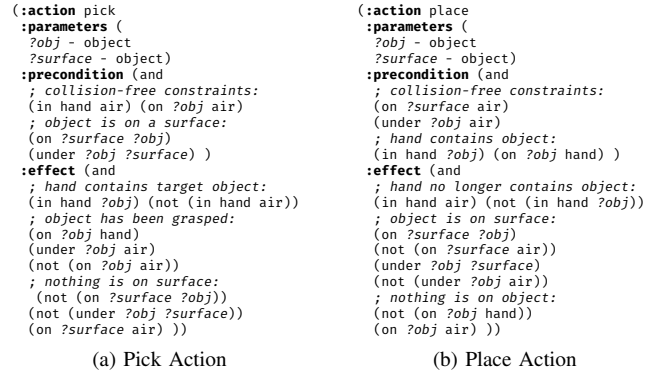 (:action pick
:parameters (
?obj - object
?surface - object)
:precondition (and
; collision-free constraints:
(in hand air) (on ?obj air)
; object is on a surface:
(on ?surface ?obj)
(under ?obj ?surface) )
:effect (and
; hand contains target object:
(in hand ?obj) (not (in hand air))
; object has been grasped:
(on ?obj hand)
(under ?obj air)
(not (on ?obj air))
; nothing is on surface:
(not (on ?surface ?obj))
(not (under ?obj ?surface))
(on ?surface air) ))
(a) Pick Action
(:action place
:parameters (
?obj - object
?surface - object)
:precondition (and
; collision-free constraints:
(on ?surface air)
(under ?obj air)
; hand contains object:
(in hand ?obj) (on ?obj hand) )
:effect (and
; hand no longer contains object:
(in hand air) (not (in hand ?obj))
; object is on surface:
(on ?surface ?obj)
(not (on ?surface air))
(under ?obj ?surface)
(not (under ?obj air))
; nothing is on object:
(not (on ?obj hand))
(on ?obj air) ))
(b) Place Action